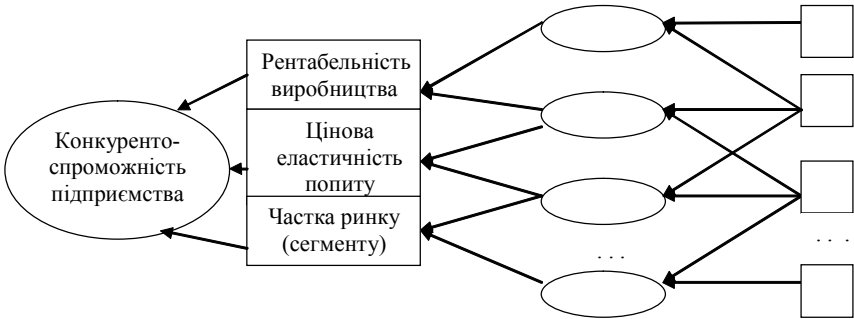 Конкуренто-
спроможність
підприємства
Рентабельність
виробництва
Цінова
еластичність
попиту
Частка ринку
(сегменту)
. . .
. . .